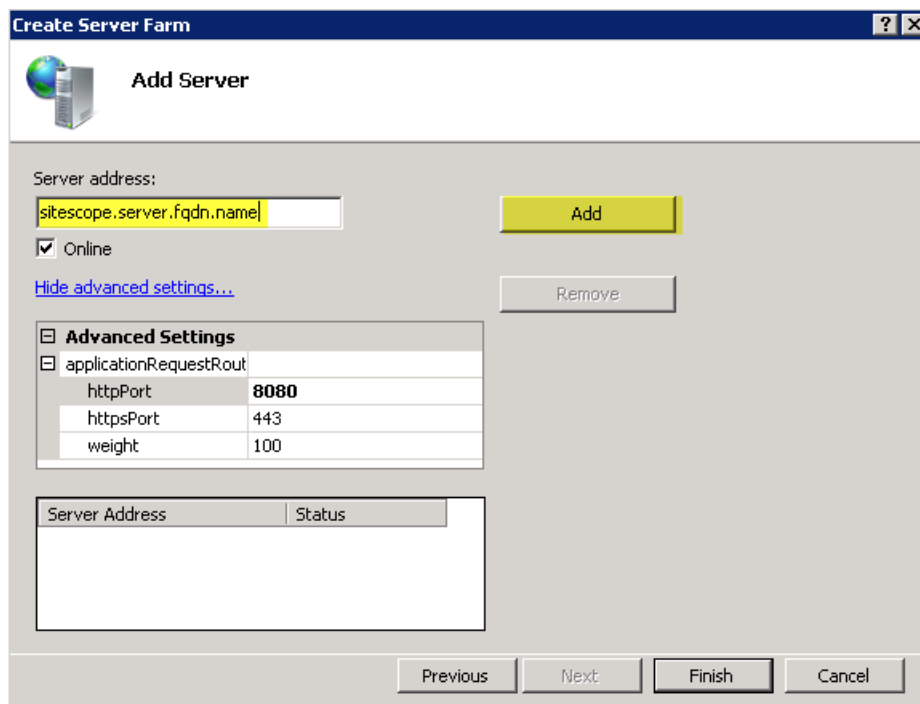 Create Server Farm
Add Server
Server address:
sitescope.server.fqdn.name
Add
Online
Hide advanced settings...
Remove
Advanced Settings
applicationRequestRout
httpPort 8080
httpsPort 443
weight 100
Server Address Status
Previous Next Finish Cancel